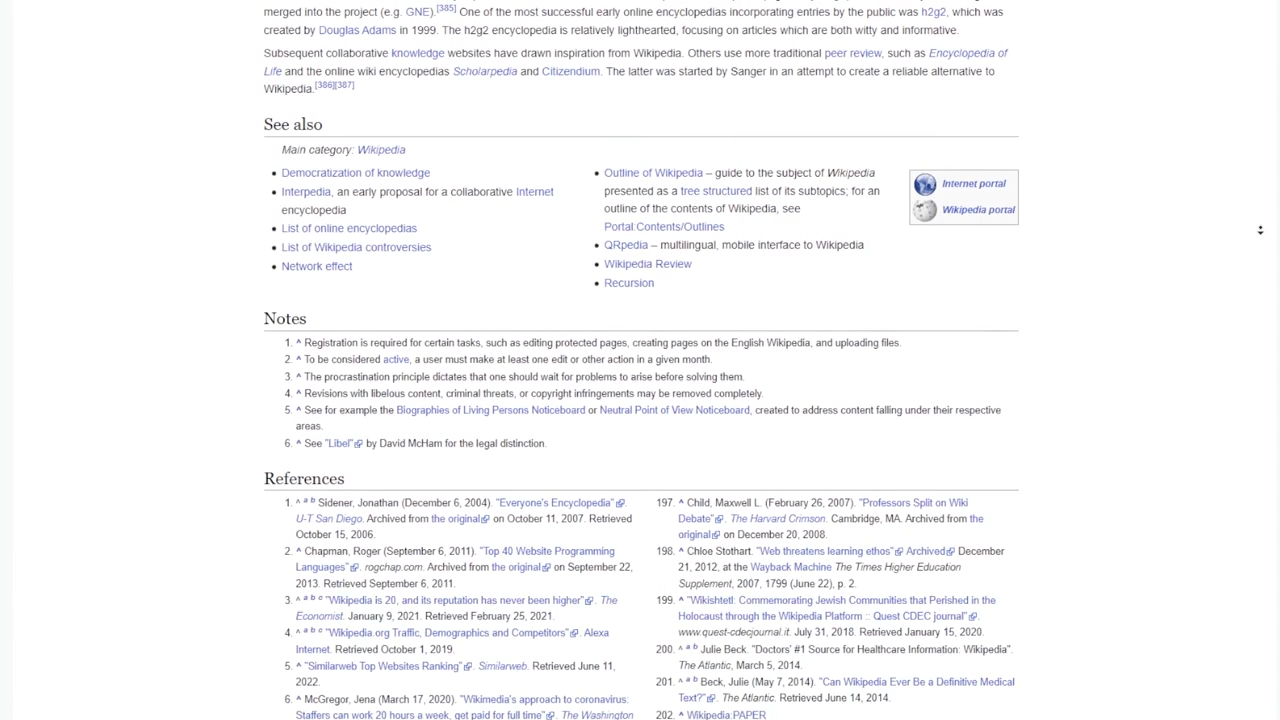 merged into the project (e.g. GNE).[385] One of the most successful early online encyclopedias incorporating entries by the public was h2g2, which was
created by Douglas Adams in 1999. The h2g2 encyclopedia is relatively lighthearted, focusing on articles which are both witty and informative.
Subsequent collaborative knowledge websites have drawn inspiration from Wikipedia. Others use more traditional peer review, such as Encyclopedia of
Life and the online wiki encyclopedias Scholarpedia and Citizendium. The latter was started by Sanger in an attempt to create a reliable alternative to
Wikipedia.[386][387]
See also
Main category: Wikipedia
• Democratization of knowledge
• Interpedia, an early proposal for a collaborative Internet
encyclopedia
• List of online encyclopedias
• List of Wikipedia controversies
• Network effect
• Outline of Wikipedia – guide to the subject of Wikipedia
presented as a tree structured list of its subtopics; for an
outline of the contents of Wikipedia, see
Portal:Contents/Outlines
• QRpedia – multilingual, mobile interface to Wikipedia
• Wikipedia Review
• Recursion
Internet portal
Wikipedia portal
Notes
1. ^ Registration is required for certain tasks, such as editing protected pages, creating pages on the English Wikipedia, and uploading files.
2. ^ To be considered active, a user must make at least one edit or other action in a given month.
3. ^ The procrastination principle dictates that one should wait for problems to arise before solving them.
4. ^ Revisions with libelous content, criminal threats, or copyright infringements may be removed completely.
5. ^ See for example the Biographies of Living Persons Noticeboard or Neutral Point of View Noticeboard, created to address content falling under their respective
areas.
6. ^ See "Libel" by David McHam for the legal distinction.
References
1. ^ a b Sidener, Jonathan (December 6, 2004). "Everyone's Encyclopedia".
U-T San Diego. Archived from the original on October 11, 2007. Retrieved
October 15, 2006.
2. ^ Chapman, Roger (September 6, 2011). "Top 40 Website Programming
Languages". rogchap.com. Archived from the original on September 22,
2013. Retrieved September 6, 2011.
3. ^ a b c "Wikipedia is 20, and its reputation has never been higher". The
Economist. January 9, 2021. Retrieved February 25, 2021.
4. ^ a b c "Wikipedia.org Traffic, Demographics and Competitors". Alexa
Internet. Retrieved October 1, 2019.
5. ^ "Similarweb Top Websites Ranking". Similarweb. Retrieved June 11,
2022.
6. ^ McGregor, Jena (March 17, 2020). "Wikimedia's approach to coronavirus:
Staffers can work 20 hours a week, get paid for full time". The Washington
197. ^ Child, Maxwell L. (February 26, 2007). "Professors Split on Wiki
Debate". The Harvard Crimson. Cambridge, MA. Archived from the
original on December 20, 2008.
198. ^ Chloe Stothart. "Web threatens learning ethos" Archived December
21, 2012, at the Wayback Machine The Times Higher Education
Supplement, 2007, 1799 (June 22), p. 2.
199. ^ "Wikishtetl: Commemorating Jewish Communities that Perished in the
Holocaust through the Wikipedia Platform :: Quest CDEC journal".
www.quest-cdecjournal.it. July 31, 2018. Retrieved January 15, 2020.
200. ^ a b Julie Beck. "Doctors' #1 Source for Healthcare Information: Wikipedia".
The Atlantic, March 5, 2014.
201. ^ a b Beck, Julie (May 7, 2014). "Can Wikipedia Ever Be a Definitive Medical
Text?". The Atlantic. Retrieved June 14, 2014.
202. ^ Wikipedia:PAPER